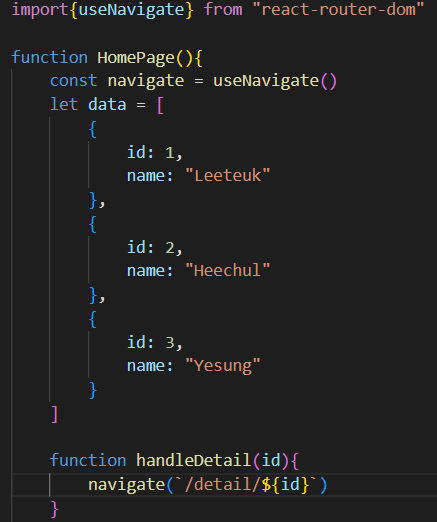 import{useNavigate} from "react-router-dom"
function HomePage(){
const navigate = useNavigate()
let data = [
{
id: 1,
name: "Leeteuk"
},
{
id: 2,
name: "Heechul"
},
{
id: 3,
name: "Yesung"
}
]
function handleDetail(id){
navigate(`/detail/${id}`)
}